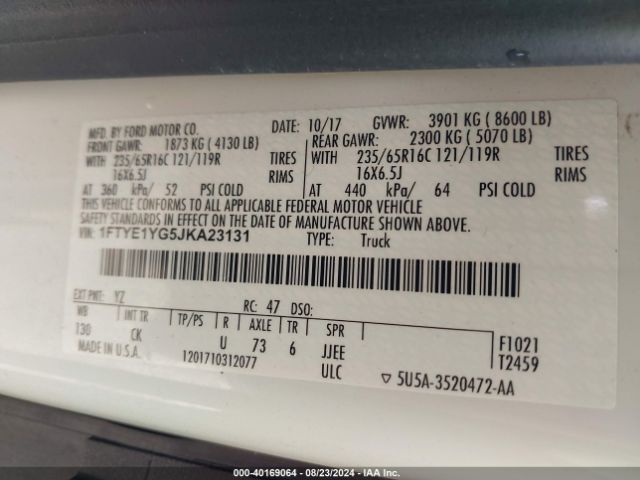 MFD. BY FORD MOTOR CO. DATE: 10/17 GVWR: 3901 KG ( 8600 LB)
FRONT GAWR: 1873 KG ( 4130 LB) REAR GAWR: 2300 KG ( 5070 LB)
WITH 235/65R16C 121/119R TIRES WITH 235/65R16C 121/119R TIRES
16X6.5J RIMS 16X6.5J RIMS
AT 360 kPa/ 52 PSI COLD AT 440 kPa/ 64 PSI COLD
THIS VEHICLE CONFORMS TO ALL APPLICABLE FEDERAL MOTOR VEHICLE
SAFETY STANDARDS IN EFFECT ON THE DATE OF MANUFACTURE SHOWN ABOVE.
VIN: 1FTYE1YG5JKA23131 TYPE: Truck
EXT PNT: YZ RC: 47 DSO:
WB INT TR TP/PS R AXLE TR SPR
130 CK U 73 6 JJEE F1021
MADE IN U.S.A. 1201710312077 ULC T2459
▽ 5U5A-3520472-AA
000-40169064 - 08/23/2024 - IAAI.COM